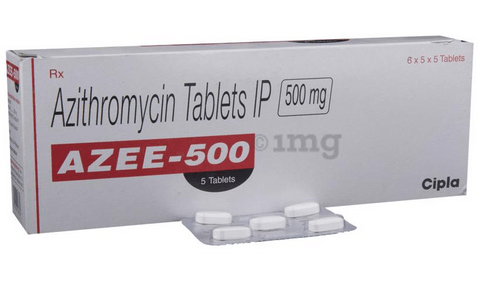 Rx
6 x 5 x 5 Tablets
Azithromycin Tablets IP 500 mg
AZEE-500
5 Tablets
Cipla
1mg